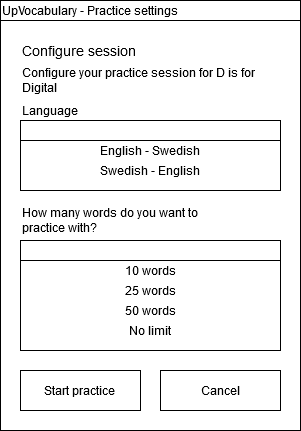 UpVocabulary - Practice settings
Configure session
Configure your practice session for D is for
Digital
Language
English - Swedish
Swedish - English
How many words do you want to
practice with?
10 words
25 words
50 words
No limit
Start practice
Cancel